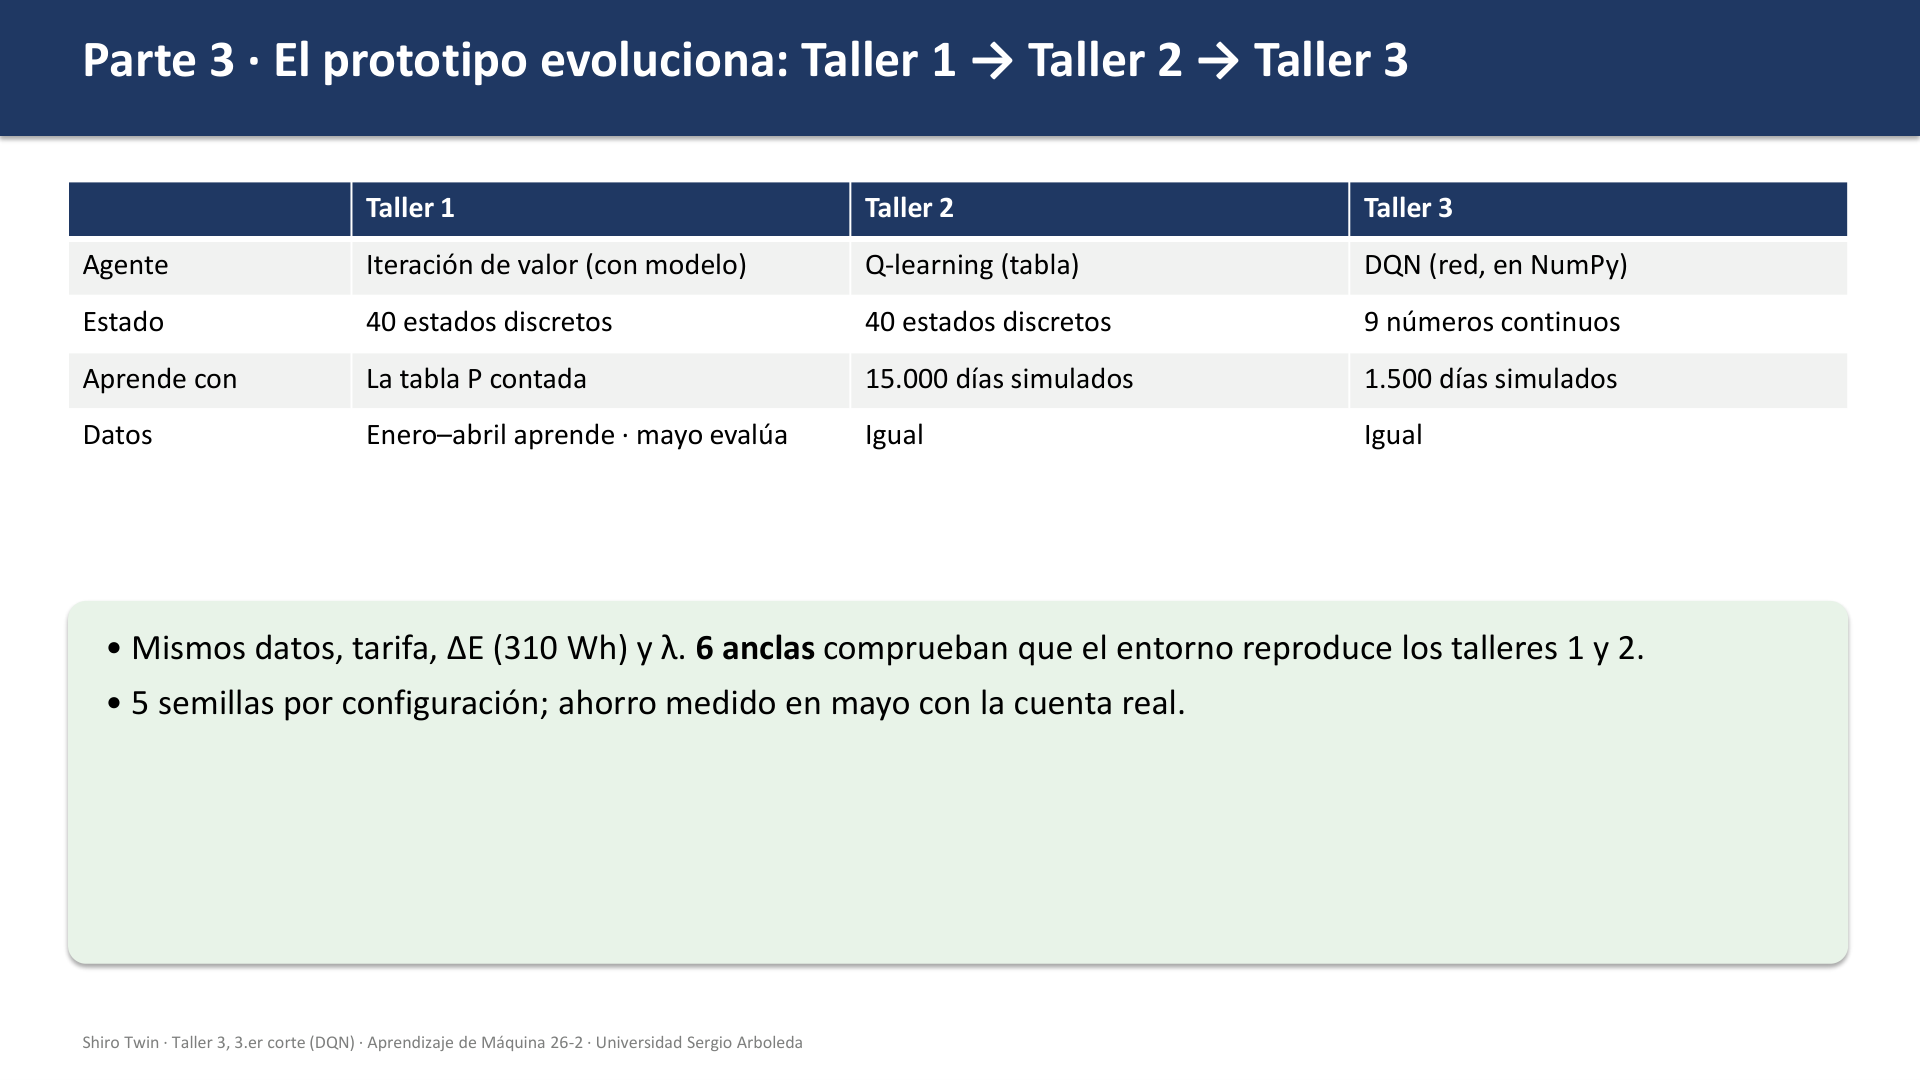 Parte 3 · El prototipo evoluciona: Taller 1 → Taller 2 → Taller 3
Taller 1 Taller 2 Taller 3
Agente Iteración de valor (con modelo) Q-learning (tabla) DQN (red, en NumPy)
Estado 40 estados discretos 40 estados discretos 9 números continuos
Aprende con La tabla P contada 15.000 días simulados 1.500 días simulados
Datos Enero–abril aprende · mayo evalúa Igual Igual
• Mismos datos, tarifa, ΔE (310 Wh) y λ. 6 anclas comprueban que el entorno reproduce los talleres 1 y 2.
• 5 semillas por configuración; ahorro medido en mayo con la cuenta real.
Shiro Twin · Taller 3, 3.er corte (DQN) · Aprendizaje de Máquina 26-2 · Universidad Sergio Arboleda